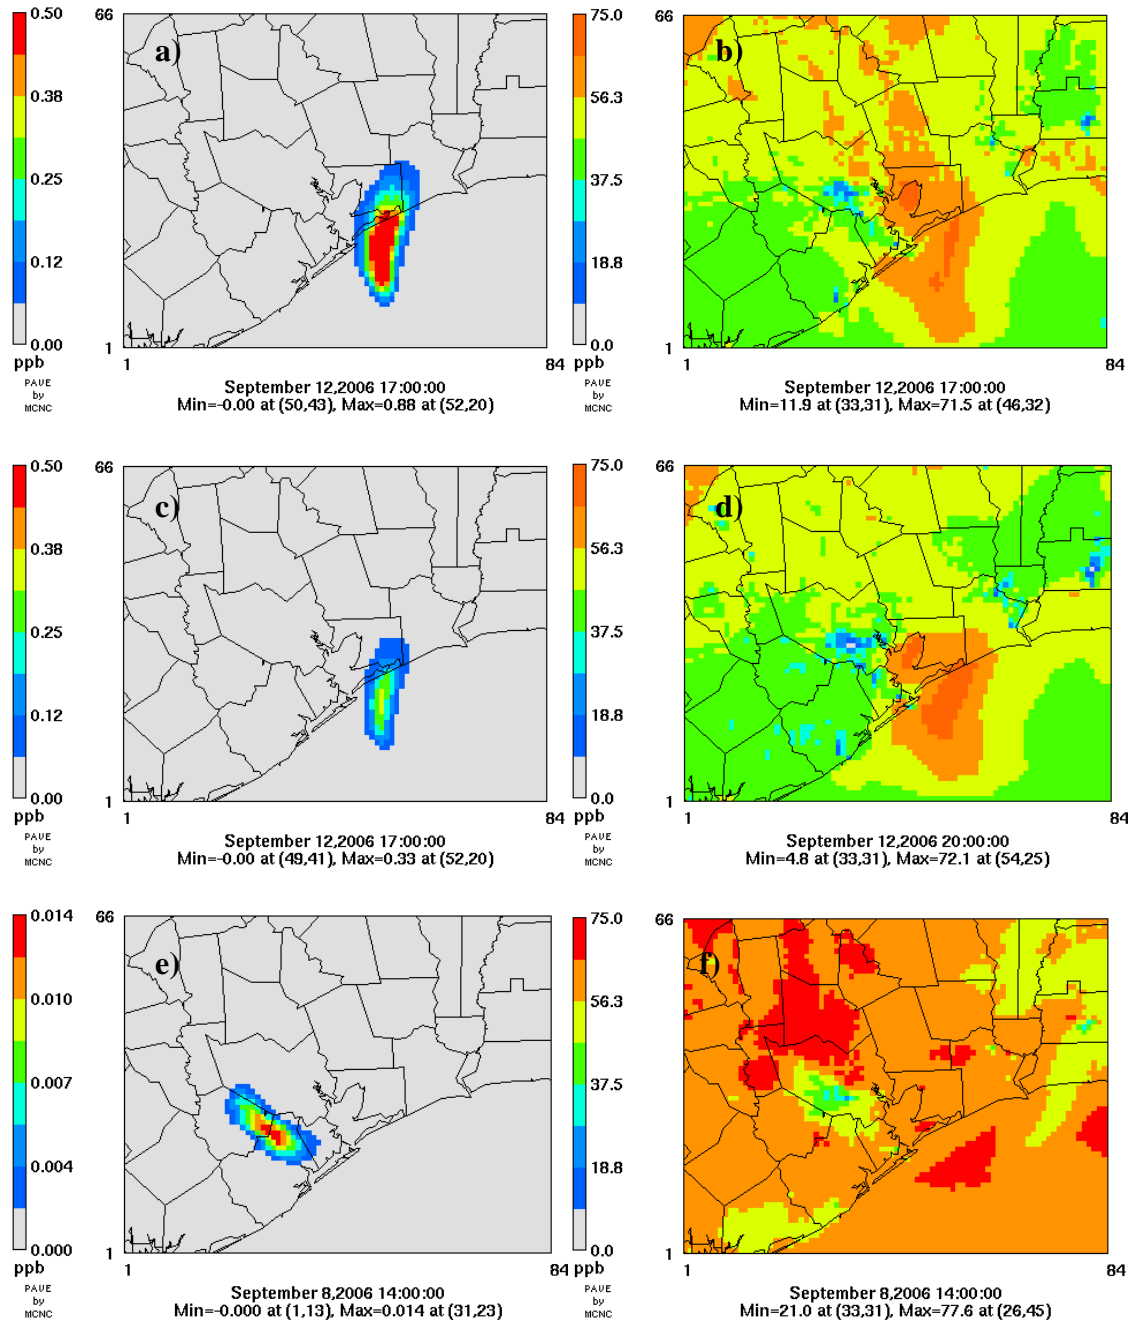 0.50
0.38
0.25
0.12
0.00
ppb
PAVE
by
MCNC
66
1
1
84
a)
September 12,2006 17:00:00
Min=-0.00 at (50,43), Max=0.88 at (52,20)
75.0
56.3
37.5
18.8
0.0
ppb
PAVE
by
MCNC
66
1
1
84
b)
September 12,2006 17:00:00
Min=11.9 at (33,31), Max=71.5 at (46,32)
0.50
0.38
0.25
0.12
0.00
ppb
PAVE
by
MCNC
66
1
1
84
c)
September 12,2006 17:00:00
Min=-0.00 at (49,41), Max=0.33 at (52,20)
75.0
56.3
37.5
18.8
0.0
ppb
PAVE
by
MCNC
66
1
1
84
d)
September 12,2006 20:00:00
Min=4.8 at (33,31), Max=72.1 at (54,25)
0.014
0.010
0.007
0.004
0.000
ppb
PAVE
by
MCNC
66
1
1
84
e)
September 8,2006 14:00:00
Min=-0.000 at (1,13), Max=0.014 at (31,23)
75.0
56.3
37.5
18.8
0.0
ppb
PAVE
by
MCNC
66
1
1
84
f)
September 8,2006 14:00:00
Min=21.0 at (33,31), Max=77.6 at (26,45)